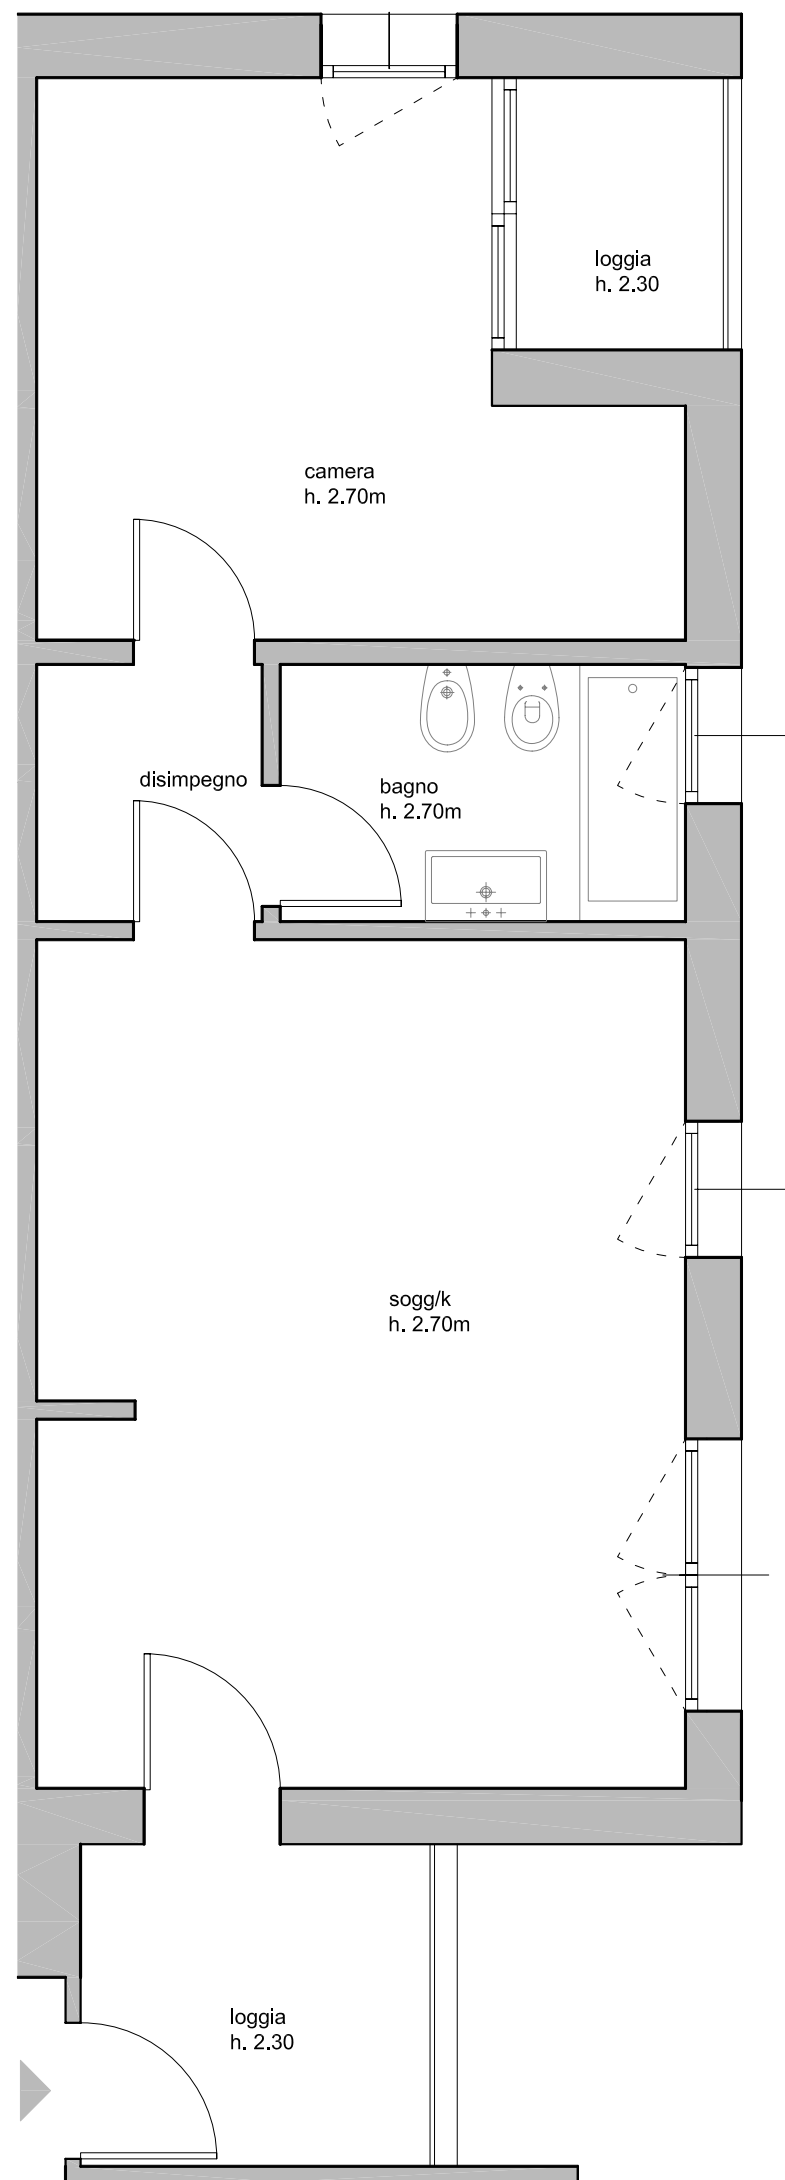 loggia
h. 2.30
camera
h. 2.70m
disimpegno
bagno
h. 2.70m
sogg/k
h. 2.70m
loggia
h. 2.30